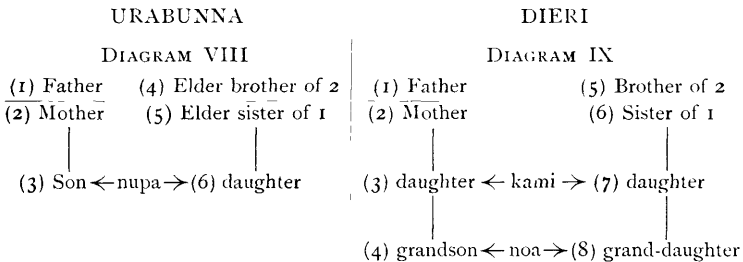 URABUNNA DIERI
DIAGRAM VIII DIAGRAM IX
(1) Father (4) Elder brother of 2 (1) Father (5) Brother of 2
(2) Mother (5) Elder sister of 1 (2) Mother (6) Sister of 1
(3) Son ←nupa→ (6) daughter (3) daughter ← kami → (7) daughter
(4) grandson ←noa→ (8) grand-daughter